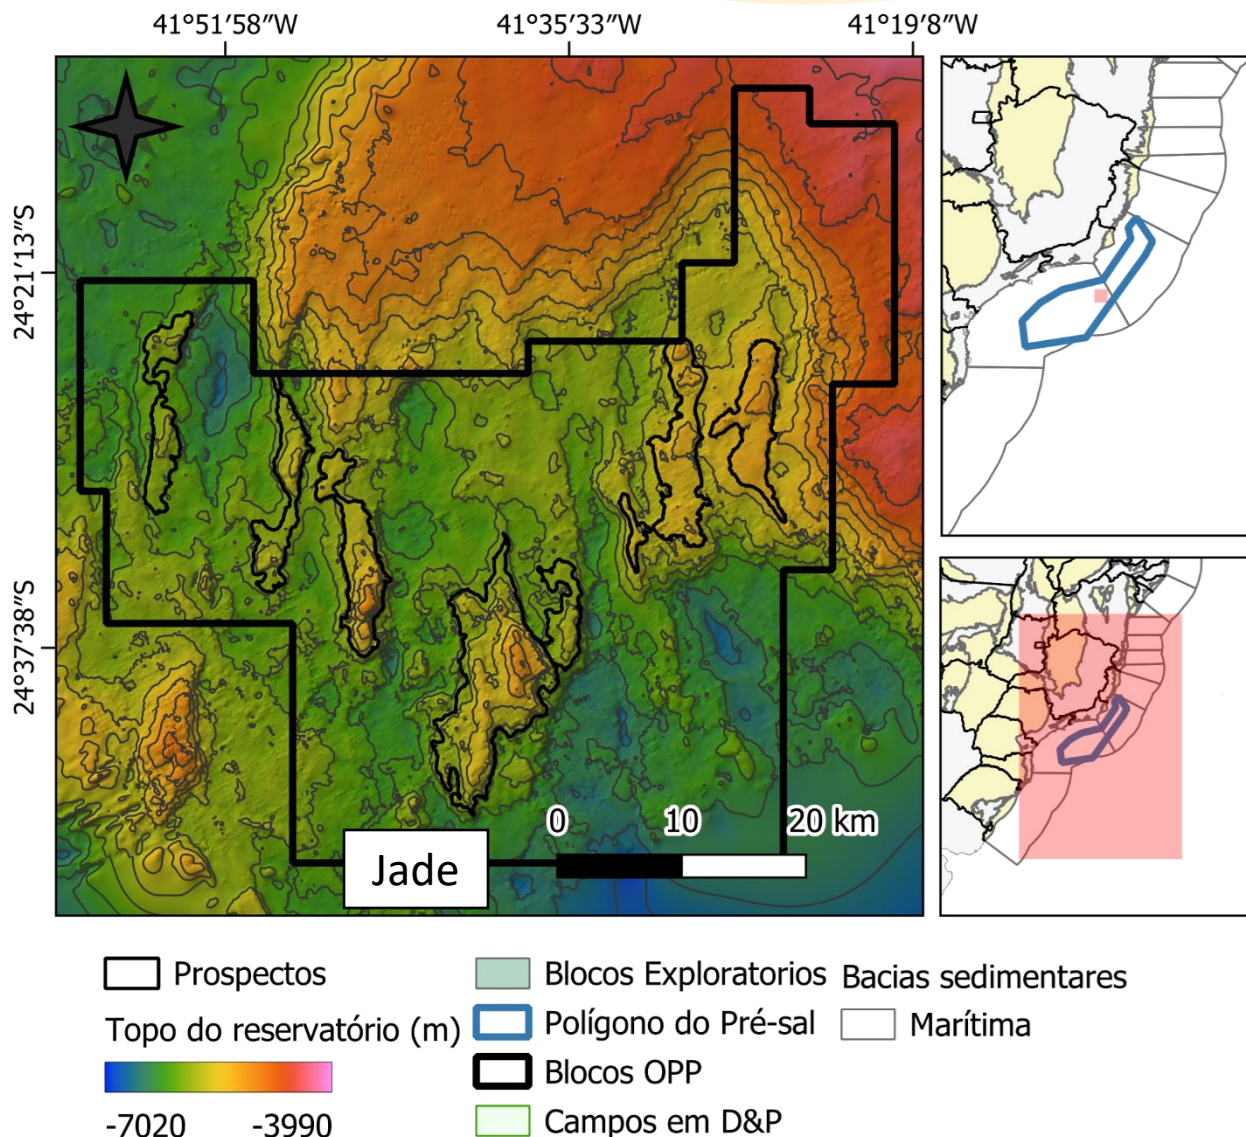 41°51′58″W 41°35′33″W 41°19′8″W
24°21′13″S
24°37′38″S
0 10 20 km
Jade
Prospectos
Topo do reservatório (m)
-7020 -3990
Blocos Exploratorios
Polígono do Pré-sal
Blocos OPP
Campos em D&P
Bacias sedimentares
Marítima